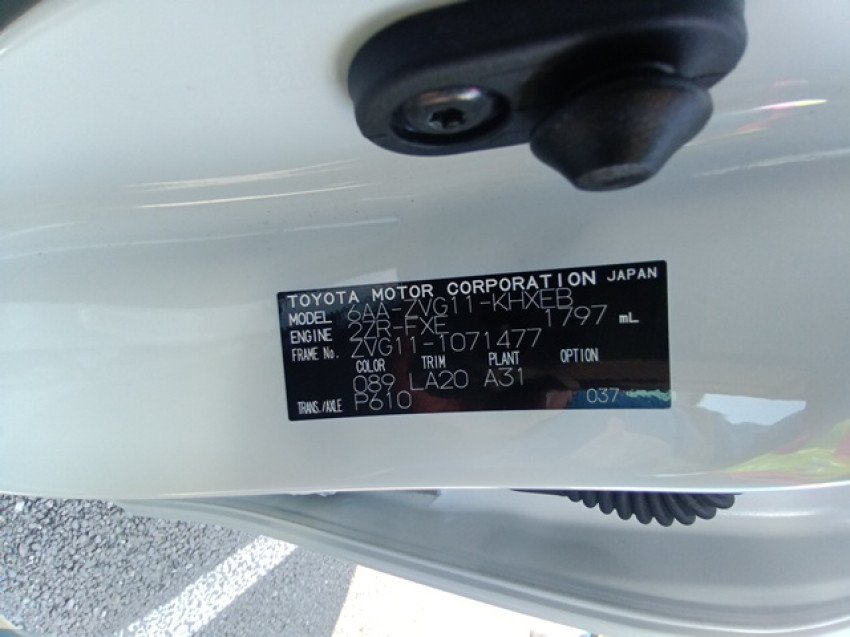 TOYOTA MOTOR CORPORATION JAPAN
MODEL 6AA-ZVG11-KHXEB
ENGINE 2ZR-FXE 1797 mL
FRAME No. ZVG11-1071477
COLOR TRIM PLANT OPTION
089 LA20 A31
TRANS./AXLE P610 037